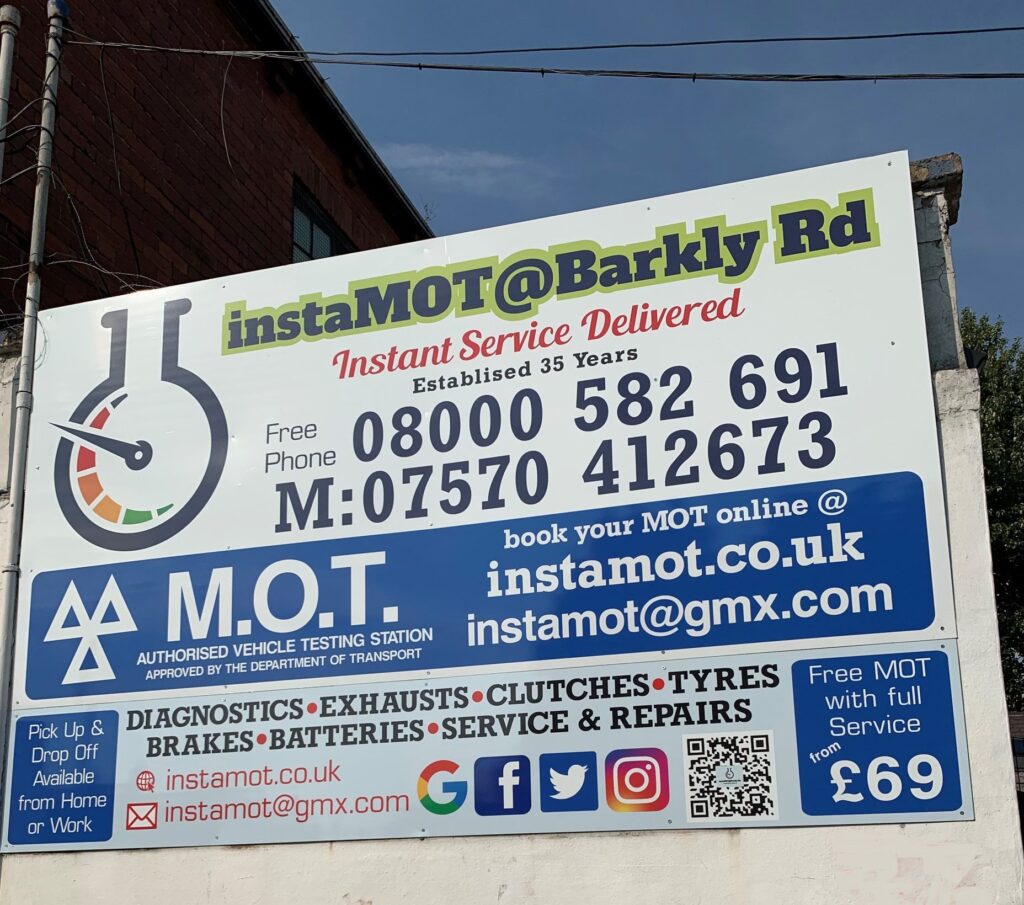 instaMOT@Barkly Rd
Instant Service Delivered
Establised 35 Years
Free Phone 08000 582 691
M:07570 412673
M.O.T.
AUTHORISED VEHICLE TESTING STATION
APPROVED BY THE DEPARTMENT OF TRANSPORT
book your MOT online @
instamot.co.uk
instamot@gmx.com
Pick Up &
Drop Off
Available
from Home
or Work
DIAGNOSTICS•EXHAUSTS•CLUTCHES•TYRES
BRAKES•BATTERIES•SERVICE & REPAIRS
instamot.co.uk
instamot@gmx.com
Free MOT
with full
Service
from
£69